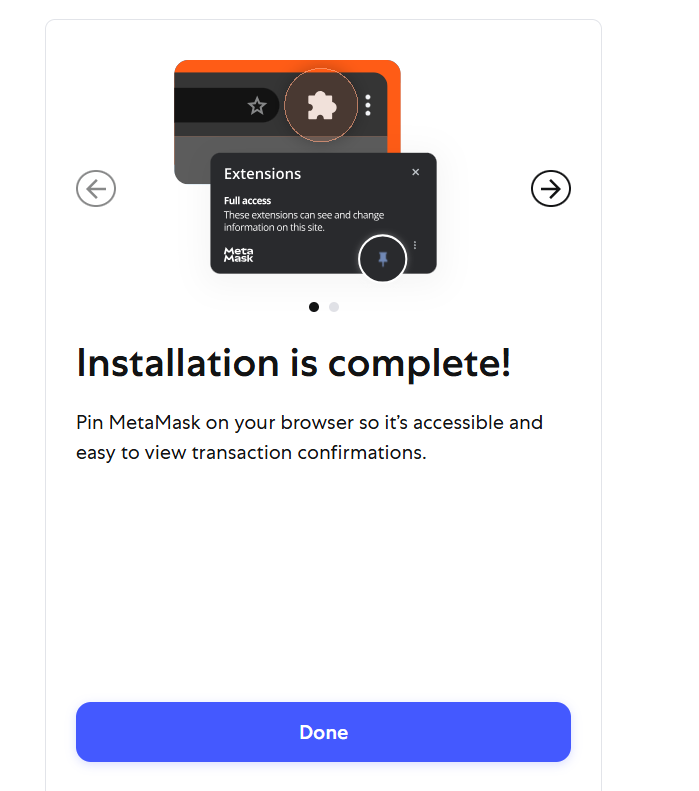 Extensions
Full access
These extensions can see and change
information on this site.
Meta
Mask
Installation is complete!
Pin MetaMask on your browser so it’s accessible and
easy to view transaction confirmations.
Done